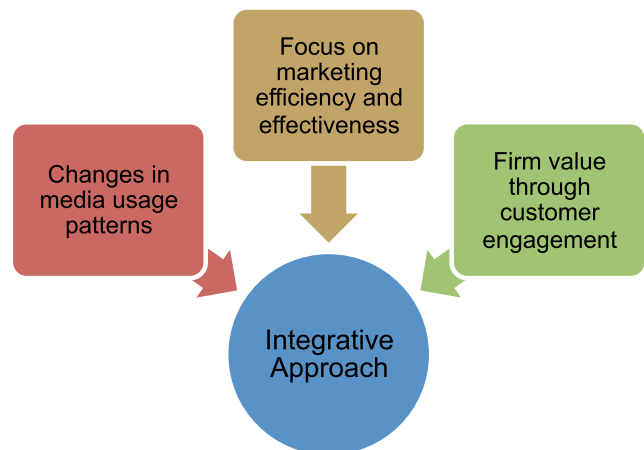 Focus on
marketing
efficiency and
effectiveness
Changes in
media usage
patterns
Firm value
through
customer
engagement
Integrative
Approach